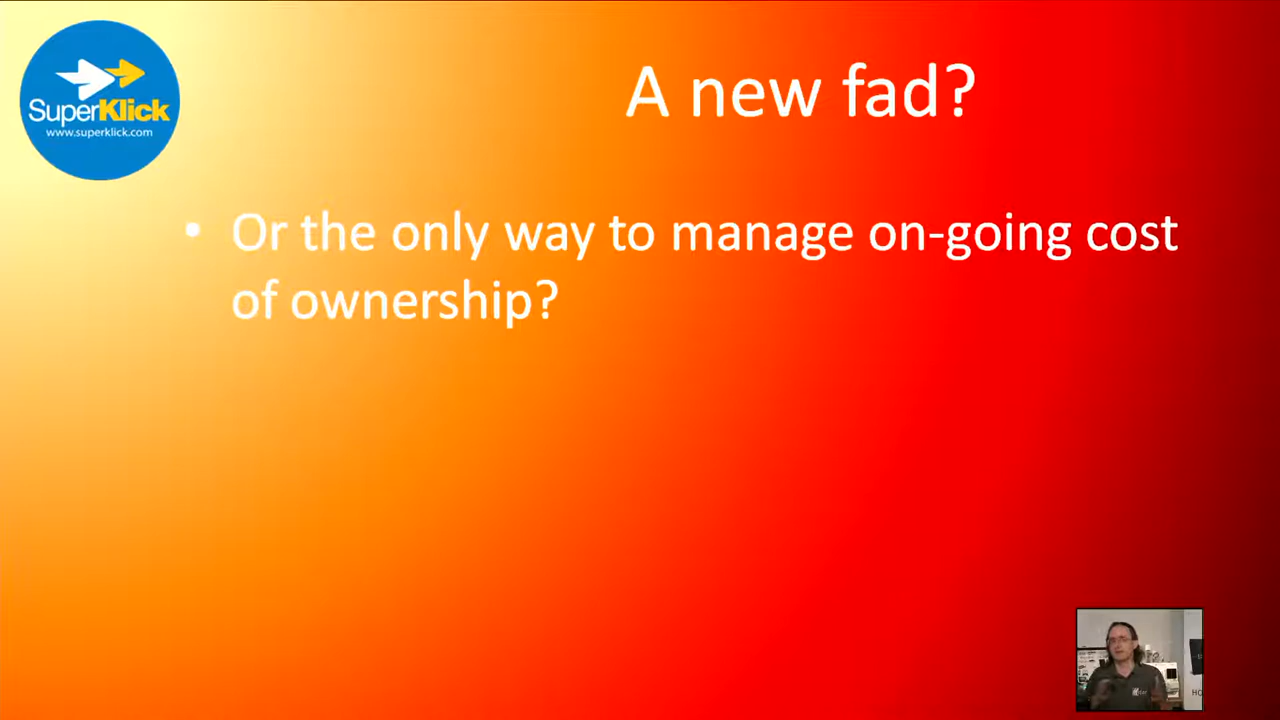 SuperKlick
www.superklick.com
A new fad?
• Or the only way to manage on-going cost
of ownership?